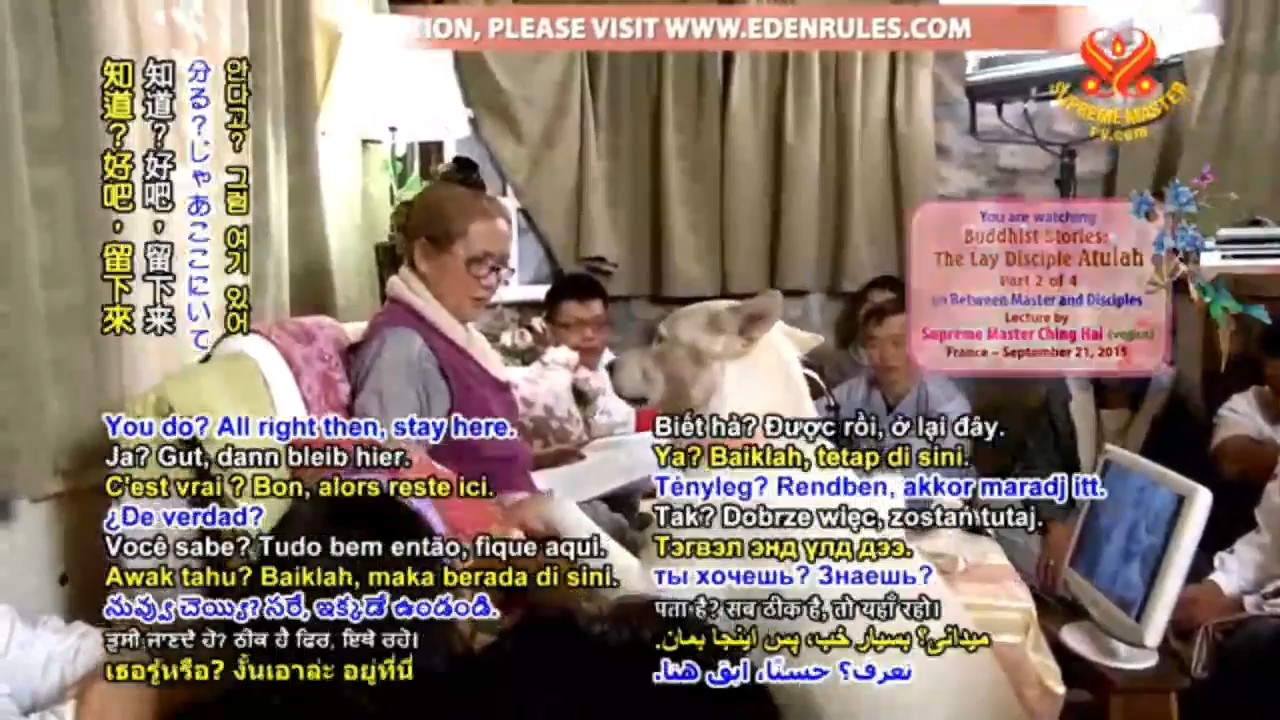 ION, PLEASE VISIT WWW.EDENRULES.COM
SUPREME MASTER
TV.com
안다고? 그럼 여기 있어
分る?じゃあここにいて
知道?好吧,留下来
知道?好吧,留下來
You are watching
Buddhist Stories:
The Lay Disciple Atulah
Part 2 of 4
on Between Master and Disciples
Lecture by
Supreme Master Ching Hai (vegan)
France – September 21, 2015
You do? All right then, stay here.
Ja? Gut, dann bleib hier.
C'est vrai ? Bon, alors reste ici.
¿De verdad?
Você sabe? Tudo bem então, fique aqui.
Awak tahu? Baiklah, maka berada di sini.
నువ్వు చెయ్యి? సరే, ఇక్కడే ఉండండి.
ਤੁਸੀ ਜਾਣਦੇ ਹੋ? ਠੀਕ ਹੈ ਫਿਰ, ਇਥੇ ਰਹੋ।
เธอรู้หรือ? งั้นเอาล่ะ อยู่ที่นี่
Biết hả? Được rồi, ở lại đây.
Ya? Baiklah, tetap di sini.
Tényleg? Rendben, akkor maradj itt.
Tak? Dobrze więc, zostań tutaj.
Тэгвэл энд үлд дээ.
ты хочешь? Знаешь?
पता है? सब ठीक है, तो यहाँ रहो।
میدانی؟ بسیار خب، پس اینجا بمان.
تعرف؟ حسنًا، ابق هنا.